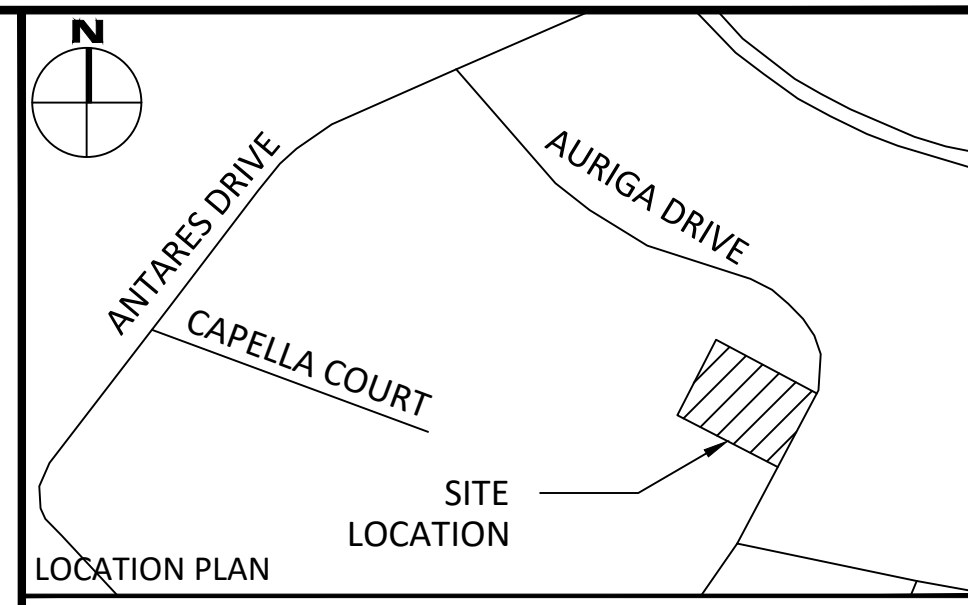 N
ANTARES DRIVE
AURIGA DRIVE
CAPELLA COURT
SITE
LOCATION
LOCATION PLAN